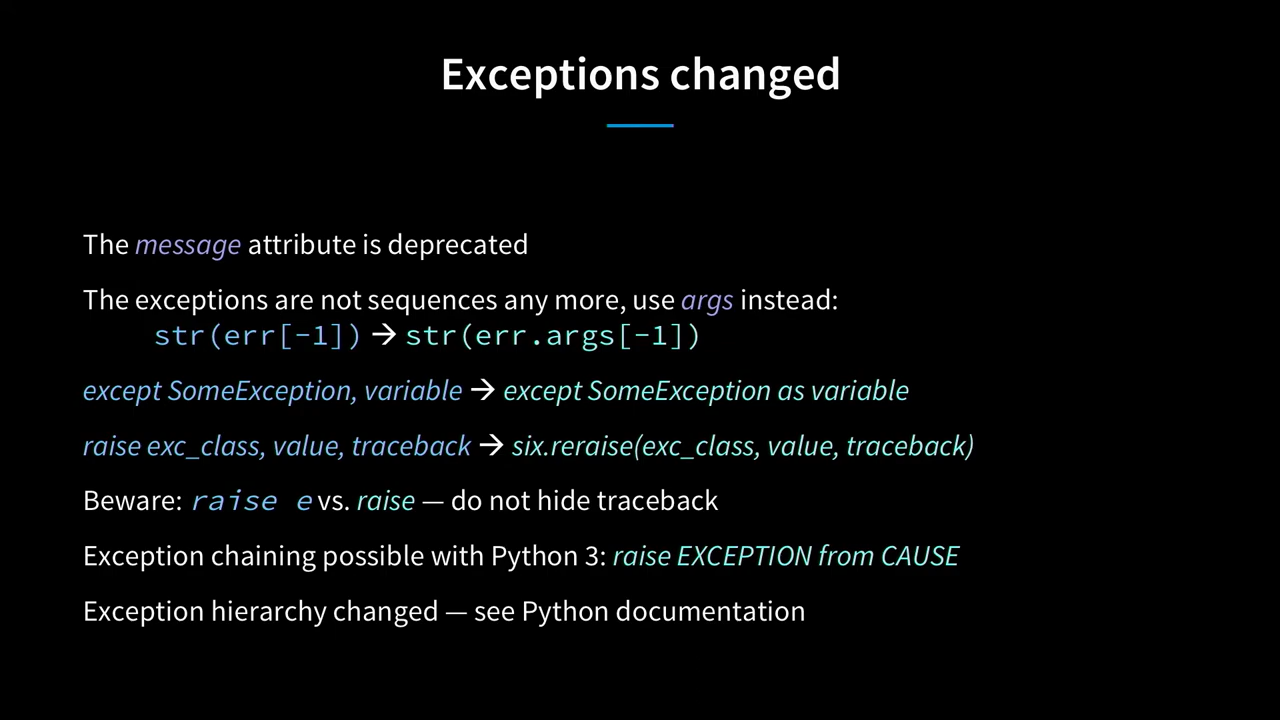 Exceptions changed
The message attribute is deprecated
The exceptions are not sequences any more, use args instead:
str(err[-1]) → str(err.args[-1])
except SomeException, variable → except SomeException as variable
raise exc_class, value, traceback → six.reraise(exc_class, value, traceback)
Beware: raise e vs. raise — do not hide traceback
Exception chaining possible with Python 3: raise EXCEPTION from CAUSE
Exception hierarchy changed — see Python documentation